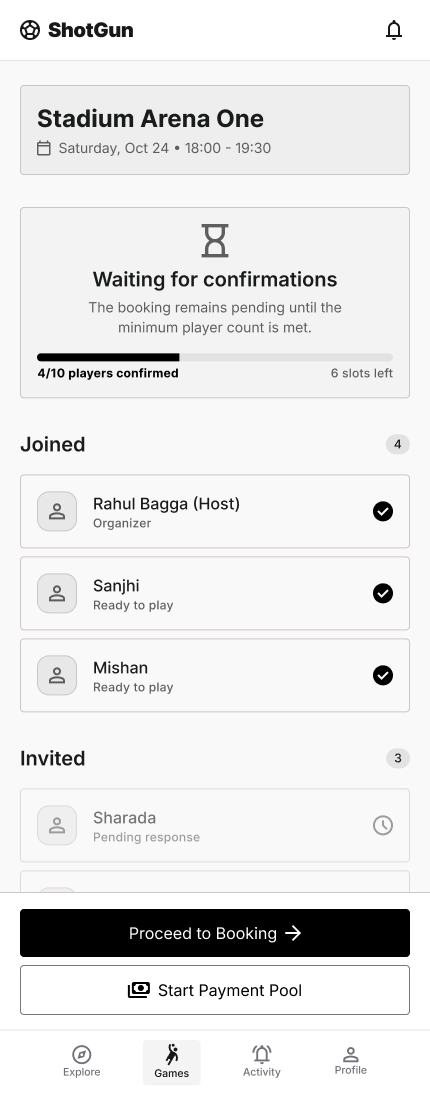 ShotGun
Stadium Arena One
Saturday, Oct 24 • 18:00 - 19:30
Waiting for confirmations
The booking remains pending until the
minimum player count is met.
4/10 players confirmed
6 slots left
Joined
4
Rahul Bagga (Host)
Organizer
Sanjhi
Ready to play
Mishan
Ready to play
Invited
3
Sharada
Pending response
Proceed to Booking
Start Payment Pool
Explore
Games
Activity
Profile